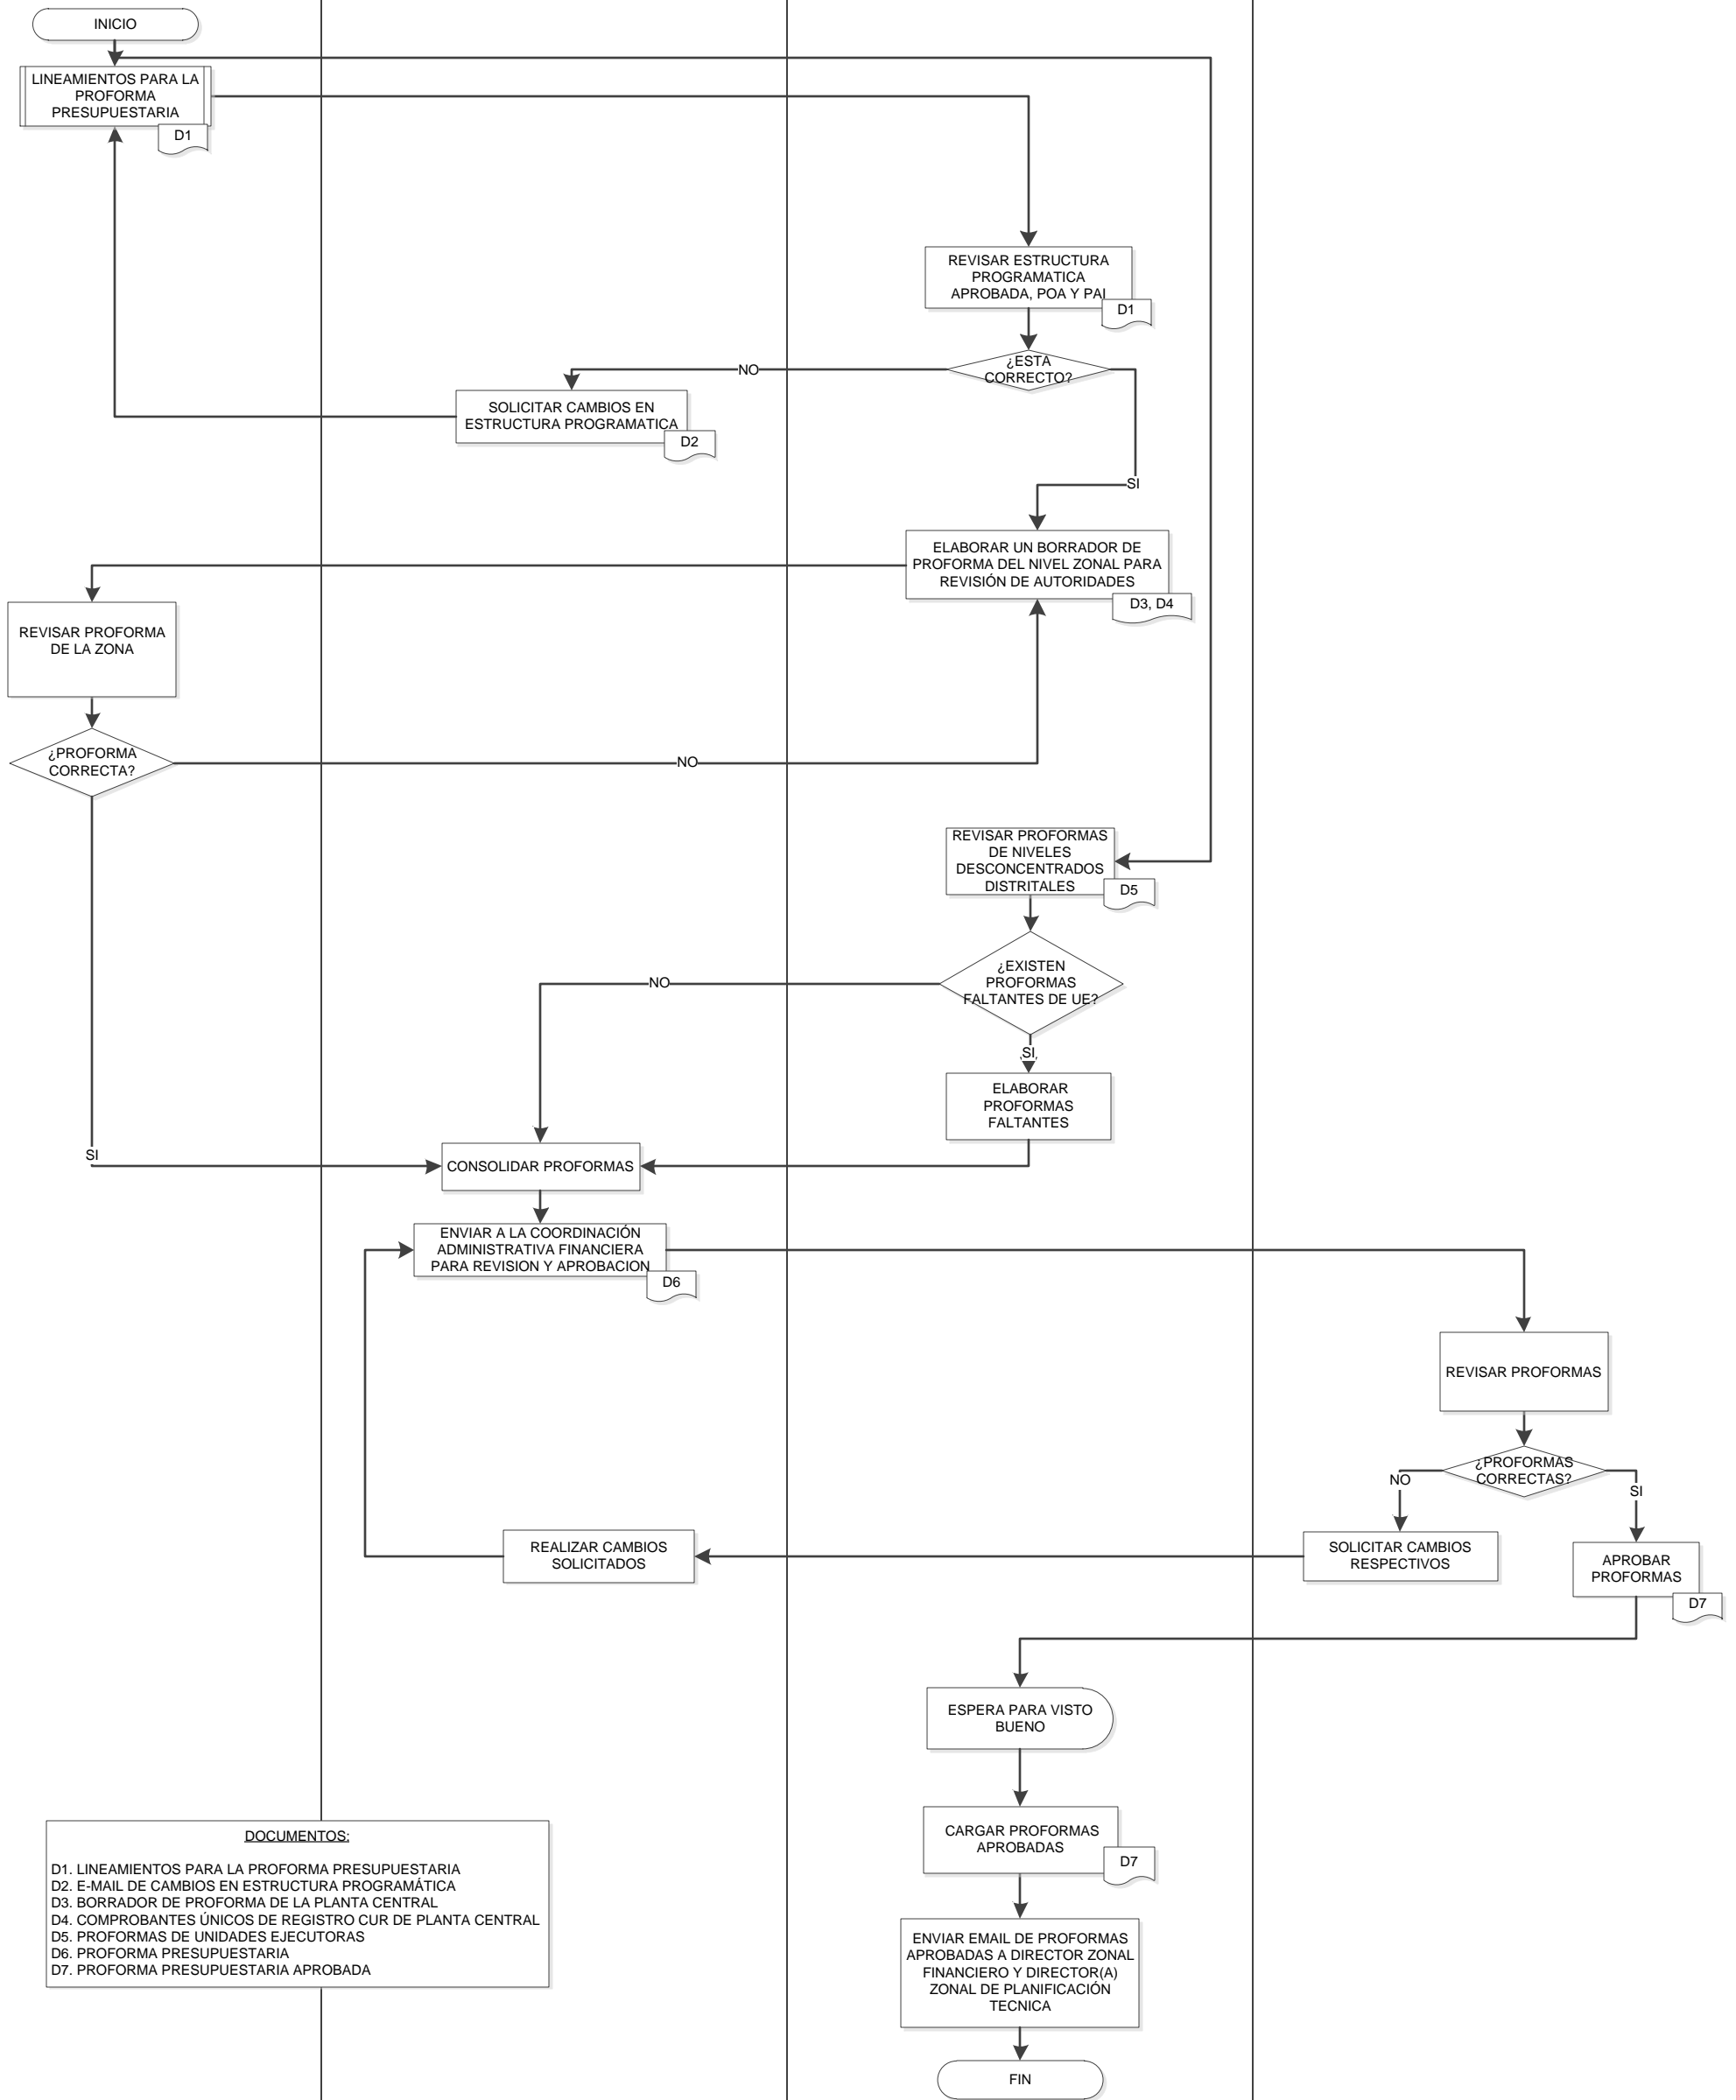 INICIO
LINEAMIENTOS PARA LA
PROFORMA
PRESUPUESTARIA
D1
REVISAR ESTRUCTURA
PROGRAMATICA
APROBADA, POA Y PAI
D1
¿ESTA
CORRECTO?
NO
SOLICITAR CAMBIOS EN
ESTRUCTURA PROGRAMATICA
D2
SI
ELABORAR UN BORRADOR DE
PROFORMA DEL NIVEL ZONAL PARA
REVISIÓN DE AUTORIDADES
D3, D4
REVISAR PROFORMA
DE LA ZONA
¿PROFORMA
CORRECTA?
NO
REVISAR PROFORMAS
DE NIVELES
DESCONCENTRADOS
DISTRITALES
D5
¿EXISTEN
PROFORMAS
FALTANTES DE UE?
NO
SI
ELABORAR
PROFORMAS
FALTANTES
SI
CONSOLIDAR PROFORMAS
ENVIAR A LA COORDINACIÓN
ADMINISTRATIVA FINANCIERA
PARA REVISION Y APROBACION
D6
REVISAR PROFORMAS
¿PROFORMAS
CORRECTAS?
NO
SI
REALIZAR CAMBIOS
SOLICITADOS
SOLICITAR CAMBIOS
RESPECTIVOS
APROBAR
PROFORMAS
D7
ESPERA PARA VISTO
BUENO
CARGAR PROFORMAS
APROBADAS
D7
DOCUMENTOS:
D1. LINEAMIENTOS PARA LA PROFORMA PRESUPUESTARIA
D2. E-MAIL DE CAMBIOS EN ESTRUCTURA PROGRAMÁTICA
D3. BORRADOR DE PROFORMA DE LA PLANTA CENTRAL
D4. COMPROBANTES ÚNICOS DE REGISTRO CUR DE PLANTA CENTRAL
D5. PROFORMAS DE UNIDADES EJECUTORAS
D6. PROFORMA PRESUPUESTARIA
D7. PROFORMA PRESUPUESTARIA APROBADA
ENVIAR EMAIL DE PROFORMAS
APROBADAS A DIRECTOR ZONAL
FINANCIERO Y DIRECTOR(A)
ZONAL DE PLANIFICACIÓN
TECNICA
FIN